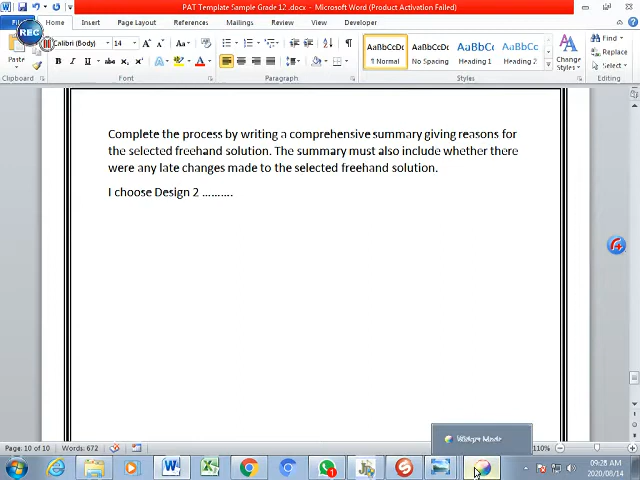 PAT Template Sample Grade 12 .docx - Microsoft Word (Product Activation Failed)
File Home Insert Page Layout References Mailings Review View Developer
REC
Paste
Calibri (Body) 14
AaBbCcDc AaBbCcDc AaBbCc AaBbCc
¶ Normal No Spacing Heading 1 Heading 2
Change
Styles
Find
Replace
Select
Clipboard Font Paragraph Styles Editing
Complete the process by writing a comprehensive summary giving reasons for
the selected freehand solution. The summary must also include whether there
were any late changes made to the selected freehand solution.
I choose Design 2 ..........
Widget Mode
Page: 10 of 10 Words: 672 110%
09:28 AM
2020/08/14